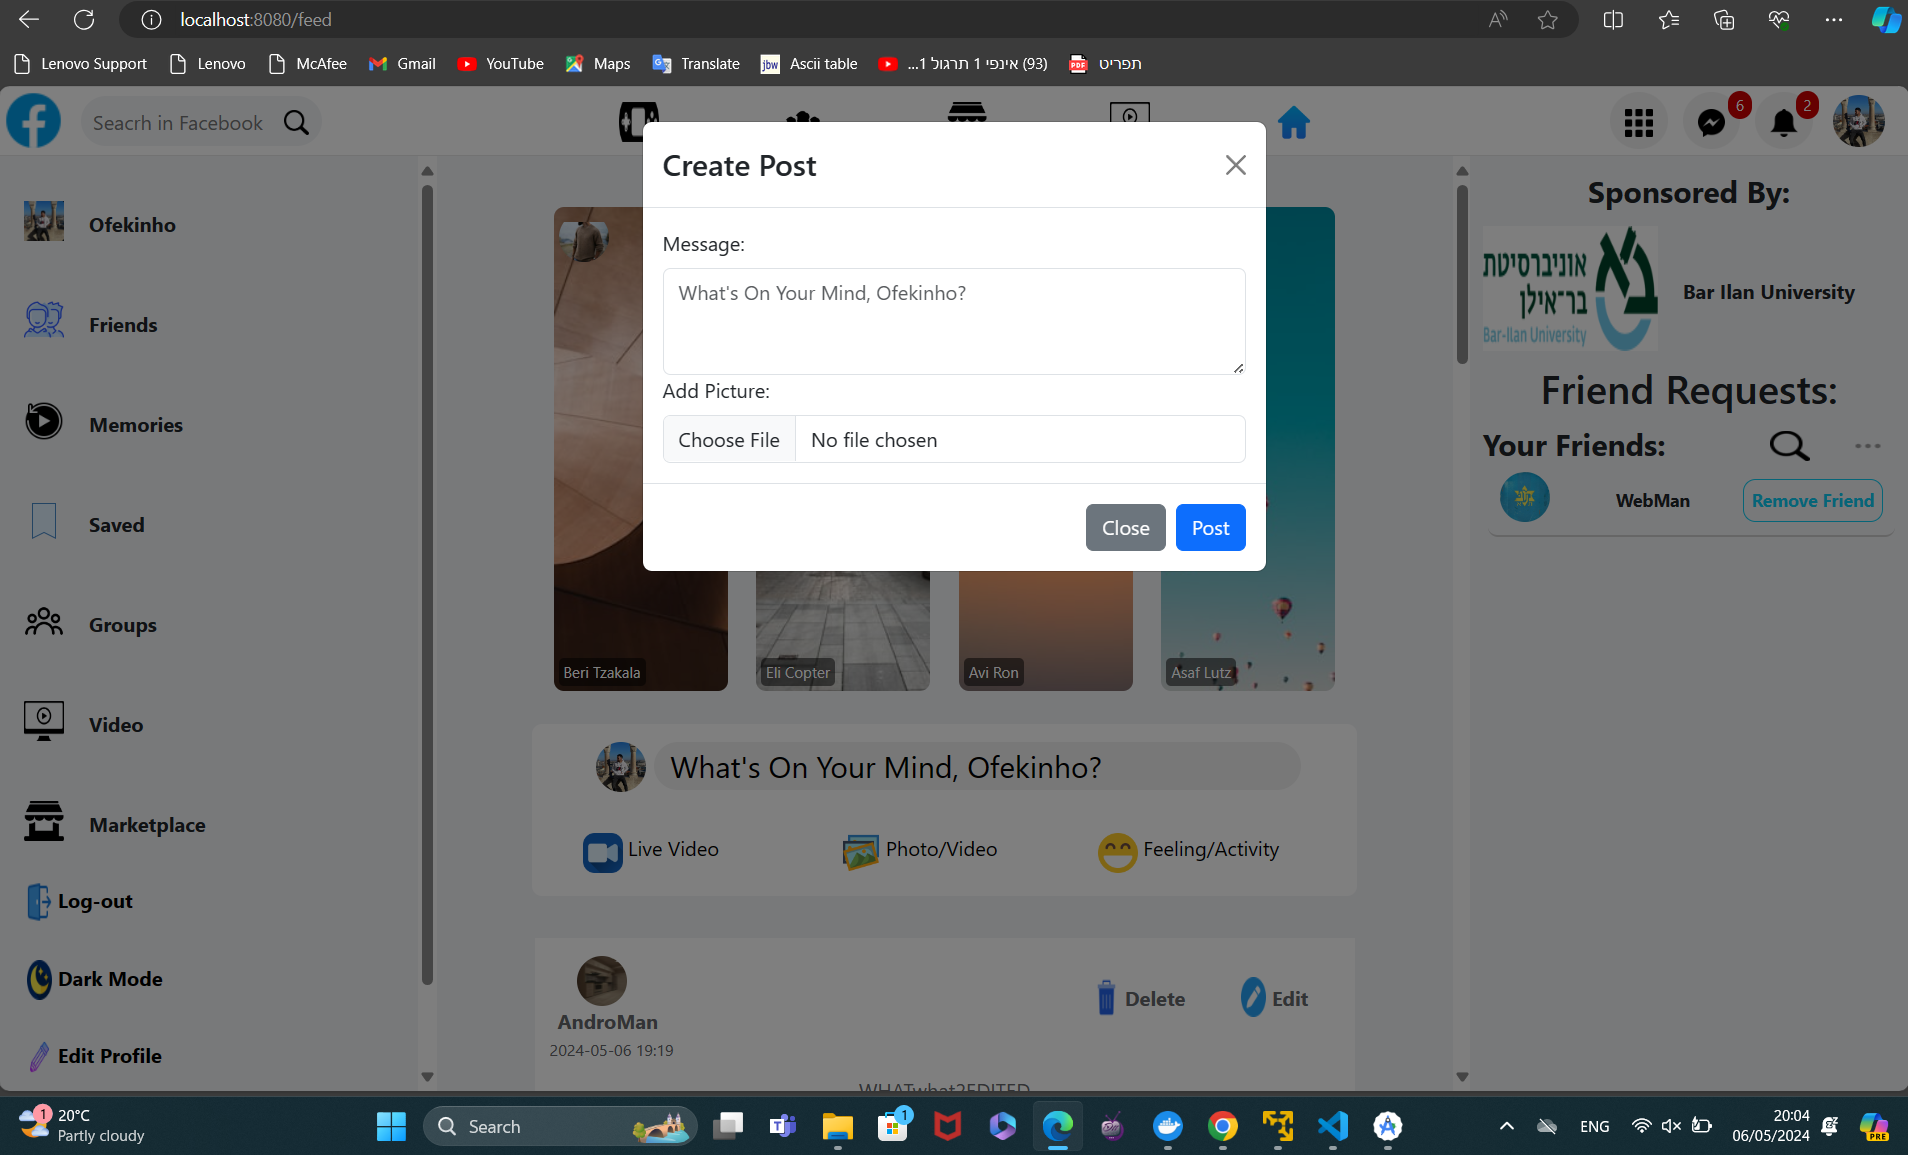 localhost:8080/feed
Lenovo Support
Lenovo
McAfee
Gmail
YouTube
Maps
Translate
jbw
Ascii table
...אינפי 1 תרגול 1 (93)
PDF
תפריט
Seacrh in Facebook
6
2
Ofekinho
Friends
Memories
Saved
Groups
Video
Marketplace
Log-out
Dark Mode
Edit Profile
Create Post
Message:
What's On Your Mind, Ofekinho?
Add Picture:
Choose File
No file chosen
Close
Post
Beri Tzakala
Eli Copter
Avi Ron
Asaf Lutz
What's On Your Mind, Ofekinho?
Live Video
Photo/Video
Feeling/Activity
AndroMan
2024-05-06 19:19
Delete
Edit
WHATwhat2EDITED
Sponsored By:
אוניברסיטת
בר-אילן
Bar-Ilan University
Bar Ilan University
Friend Requests:
Your Friends:
WebMan
Remove Friend
1
20°C
Partly cloudy
Search
1
ENG
20:04
06/05/2024
PRE